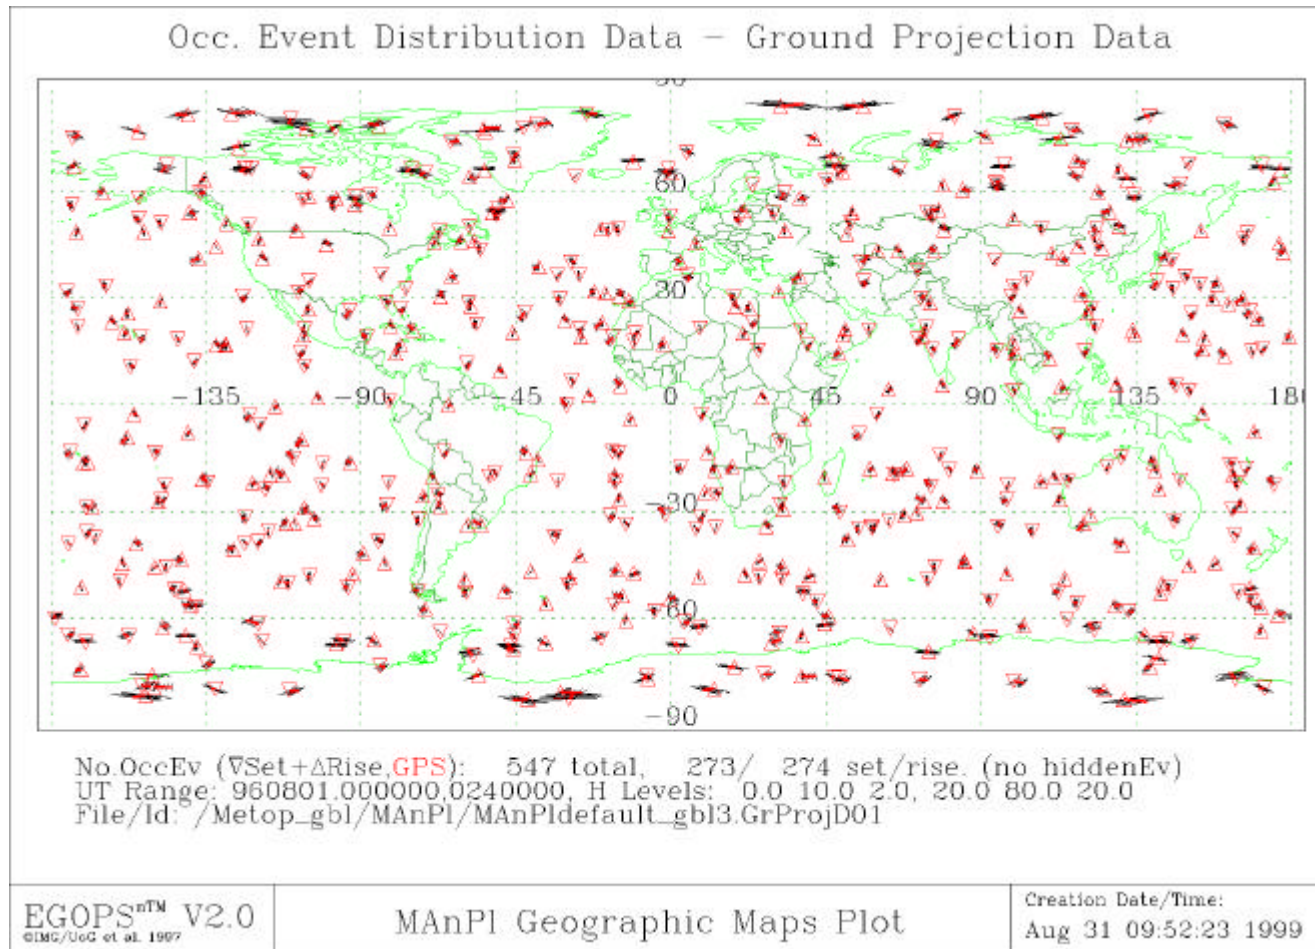 Occ. Event Distribution Data - Ground Projection Data
90
60
30
-135 -90 -45 0 45 90 135 180
-30
-60
-90
No.OccEv (∇Set+ΔRise,GPS): 547 total, 273/ 274 set/rise. (no hiddenEv)
UT Range: 960801.000000,0240000, H Levels: 0.0 10.0 2.0, 20.0 80.0 20.0
File/Id: ~/Metop_gbl/MAnPl/MAnPldefault_gbl3.GrProjD01
EGOPSⁿᵀᴹ V2.0
©IMG/UoG et al. 1997
MAnPl Geographic Maps Plot
Creation Date/Time:
Aug 31 09:52:23 1999